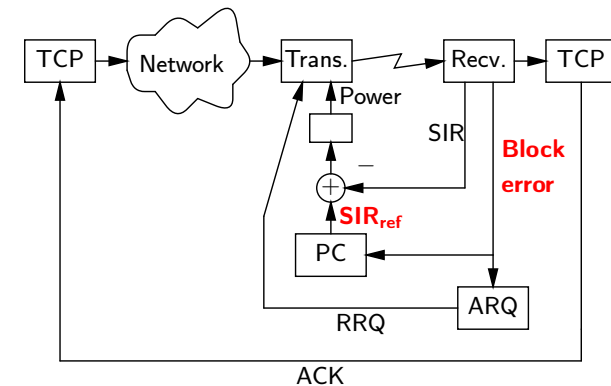 TCP
Network
Trans.
Recv.
TCP
Power
SIR
Block
error
−
+
SIRref
PC
ARQ
RRQ
ACK